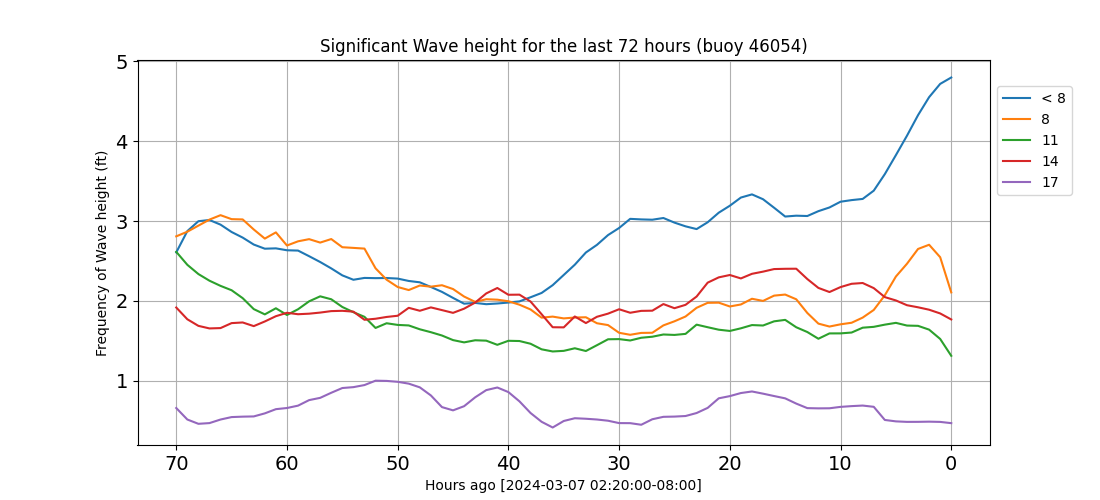 Significant Wave height for the last 72 hours (buoy 46054)
Frequency of Wave height (ft)
5
4
3
2
1
70 60 50 40 30 20 10 0
Hours ago [2024-03-07 02:20:00-08:00]
< 8
8
11
14
17